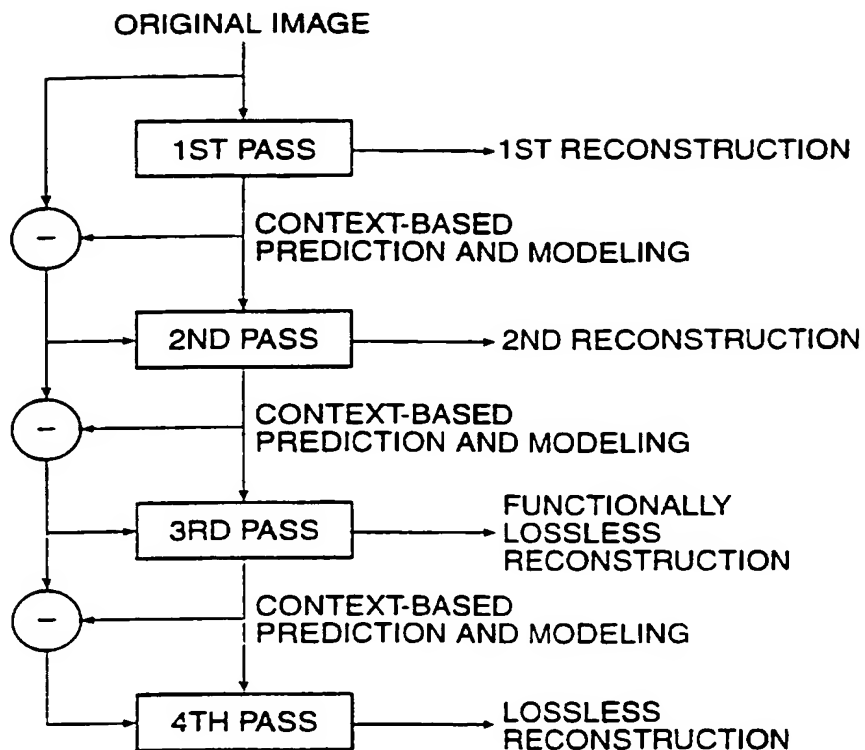 ORIGINAL IMAGE
1ST PASS
1ST RECONSTRUCTION
−
CONTEXT-BASED
PREDICTION AND MODELING
2ND PASS
2ND RECONSTRUCTION
−
CONTEXT-BASED
PREDICTION AND MODELING
3RD PASS
FUNCTIONALLY
LOSSLESS
RECONSTRUCTION
−
CONTEXT-BASED
PREDICTION AND MODELING
4TH PASS
LOSSLESS
RECONSTRUCTION